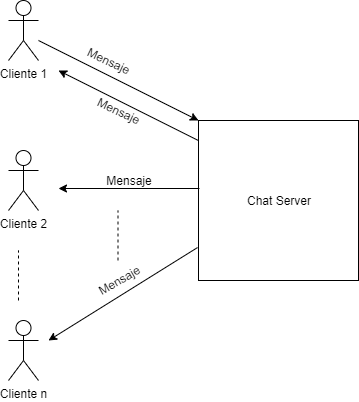 Mensaje
Cliente 1
Mensaje
Mensaje
Chat Server
Cliente 2
Mensaje
Cliente n